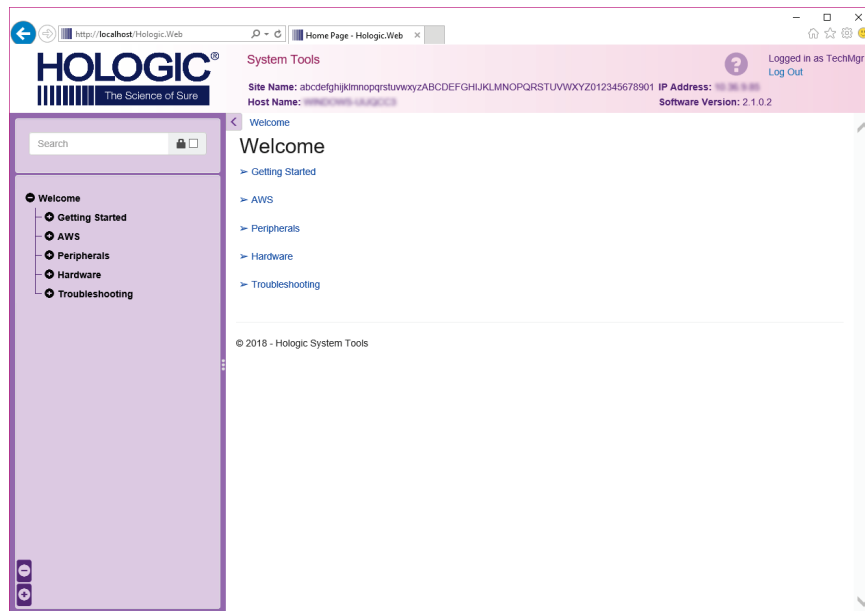 http://localhost/Hologic.Web
Home Page - Hologic.Web
HOLOGIC®
The Science of Sure
System Tools
Logged in as TechMgr
Log Out
Site Name: abcdefghijklmnopqrstuvwxyzABCDEFGHIJKLMNOPQRSTUVWXYZ012345678901 IP Address:
Host Name: Software Version: 2.1.0.2
Search
Welcome
Getting Started
AWS
Peripherals
Hardware
Troubleshooting
Welcome
Welcome
➢ Getting Started
➢ AWS
➢ Peripherals
➢ Hardware
➢ Troubleshooting
© 2018 - Hologic System Tools